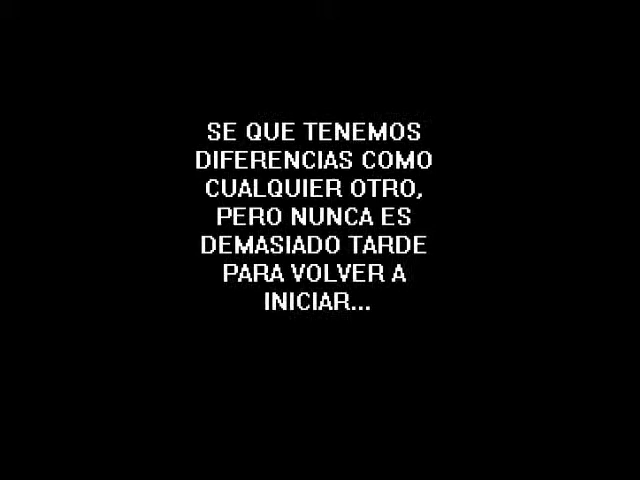 SE QUE TENEMOS
DIFERENCIAS COMO
CUALQUIER OTRO,
PERO NUNCA ES
DEMASIADO TARDE
PARA VOLVER A
INICIAR...